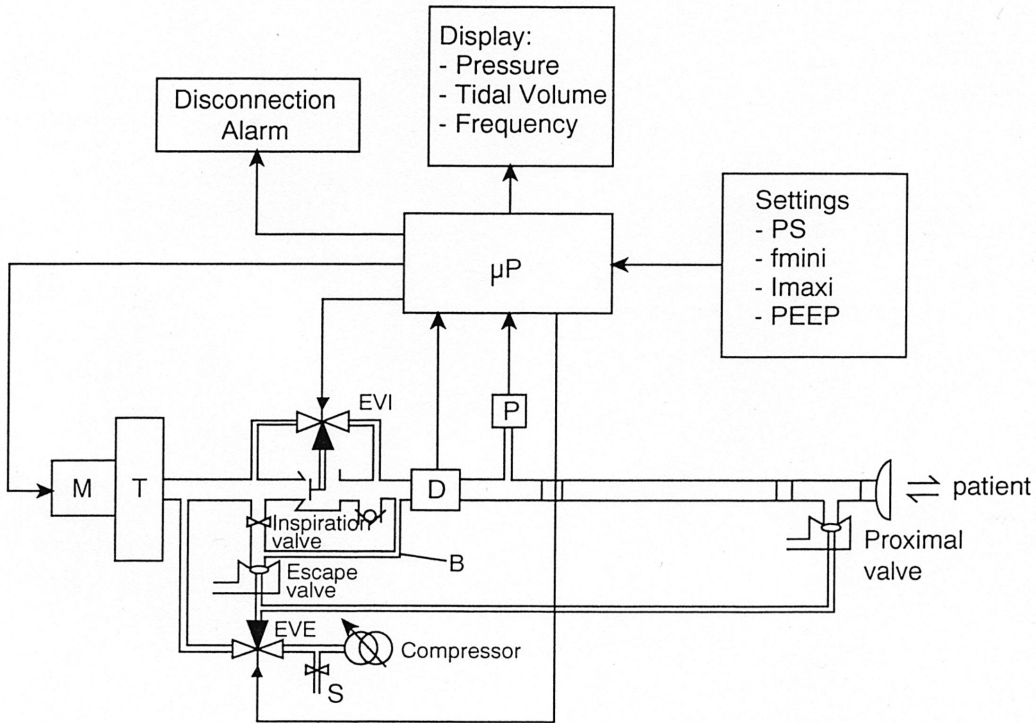 Display:
- Pressure
- Tidal Volume
- Frequency
Disconnection
Alarm
Settings
- PS
- fmini
- Imaxi
- PEEP
µP
EVI
P
M
T
D
patient
Inspiration
valve
Proximal
valve
B
Escape
valve
EVE
Compressor
S